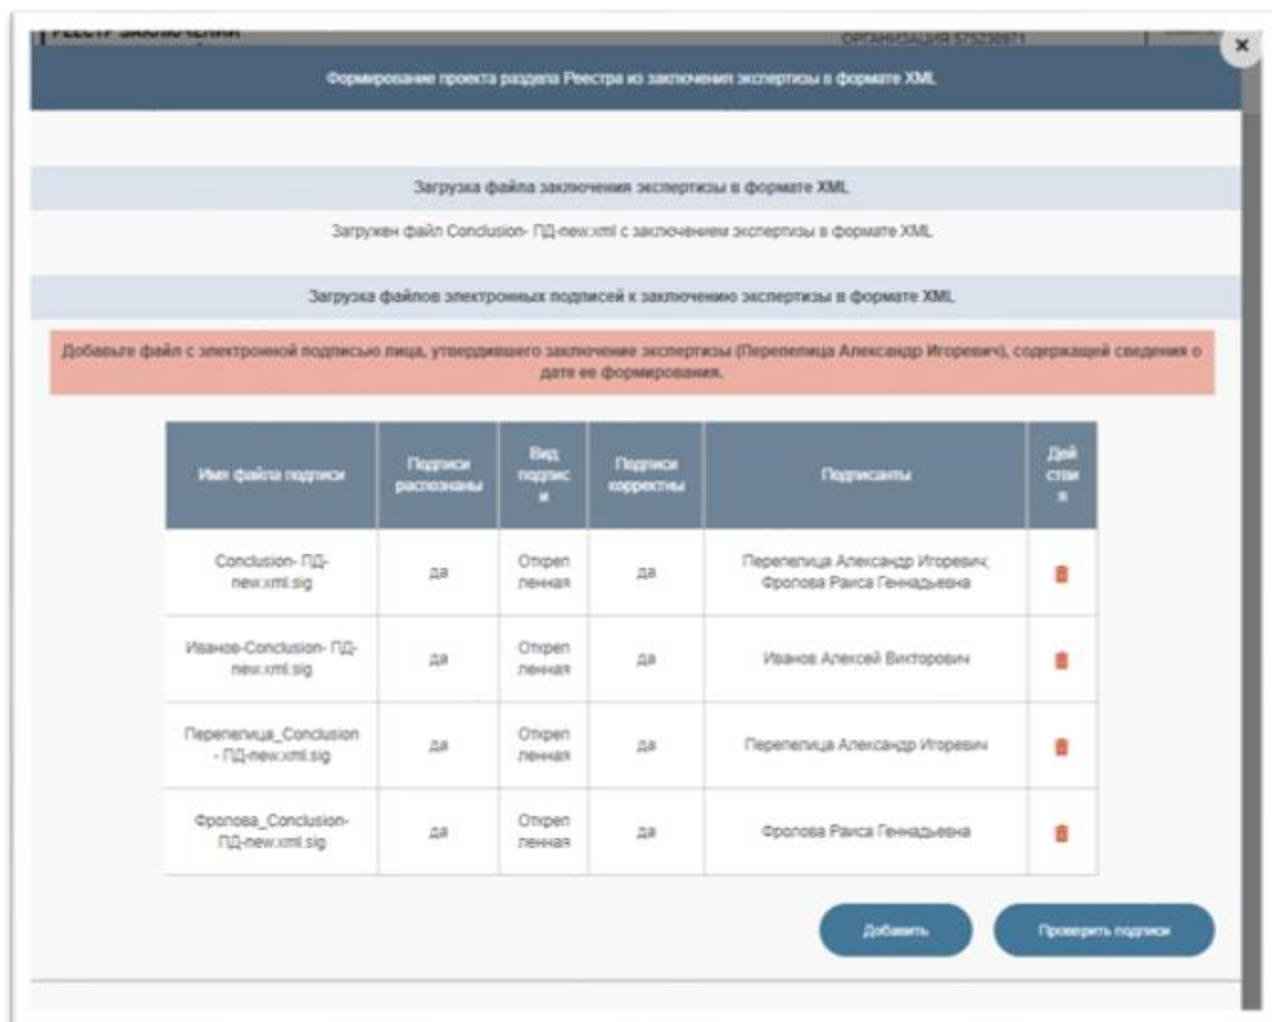 РЕЕСТР ЗАКЛЮЧЕНИЙ
ОРГАНИЗАЦИЯ 575230971
Формирование проекта раздела Реестра из заключения экспертизы в формате XML
Загрузка файла заключения экспертизы в формате XML
Загружен файл Conclusion- ПД-new.xml с заключением экспертизы в формате XML
Загрузка файлов электронных подписей к заключению экспертизы в формате XML
Добавьте файл с электронной подписью лица, утвердившего заключение экспертизы (Перепелица Александр Игоревич), содержащей сведения о
дате ее формирования.
Имя файла подписи
Подписи
распознаны
Вид
подпис
и
Подписи
корректны
Подписанты
Дей
стви
я
Conclusion- ПД-
new.xml.sig
да
Откреп
ленная
да
Перепелица Александр Игоревич;
Фролова Раиса Геннадьевна
Иванов-Conclusion- ПД-
new.xml.sig
да
Откреп
ленная
да
Иванов Алексей Викторович
Перепелица_Conclusion
- ПД-new.xml.sig
да
Откреп
ленная
да
Перепелица Александр Игоревич
Фролова_Conclusion-
ПД-new.xml.sig
да
Откреп
ленная
да
Фролова Раиса Геннадьевна
Добавить
Проверить подписи